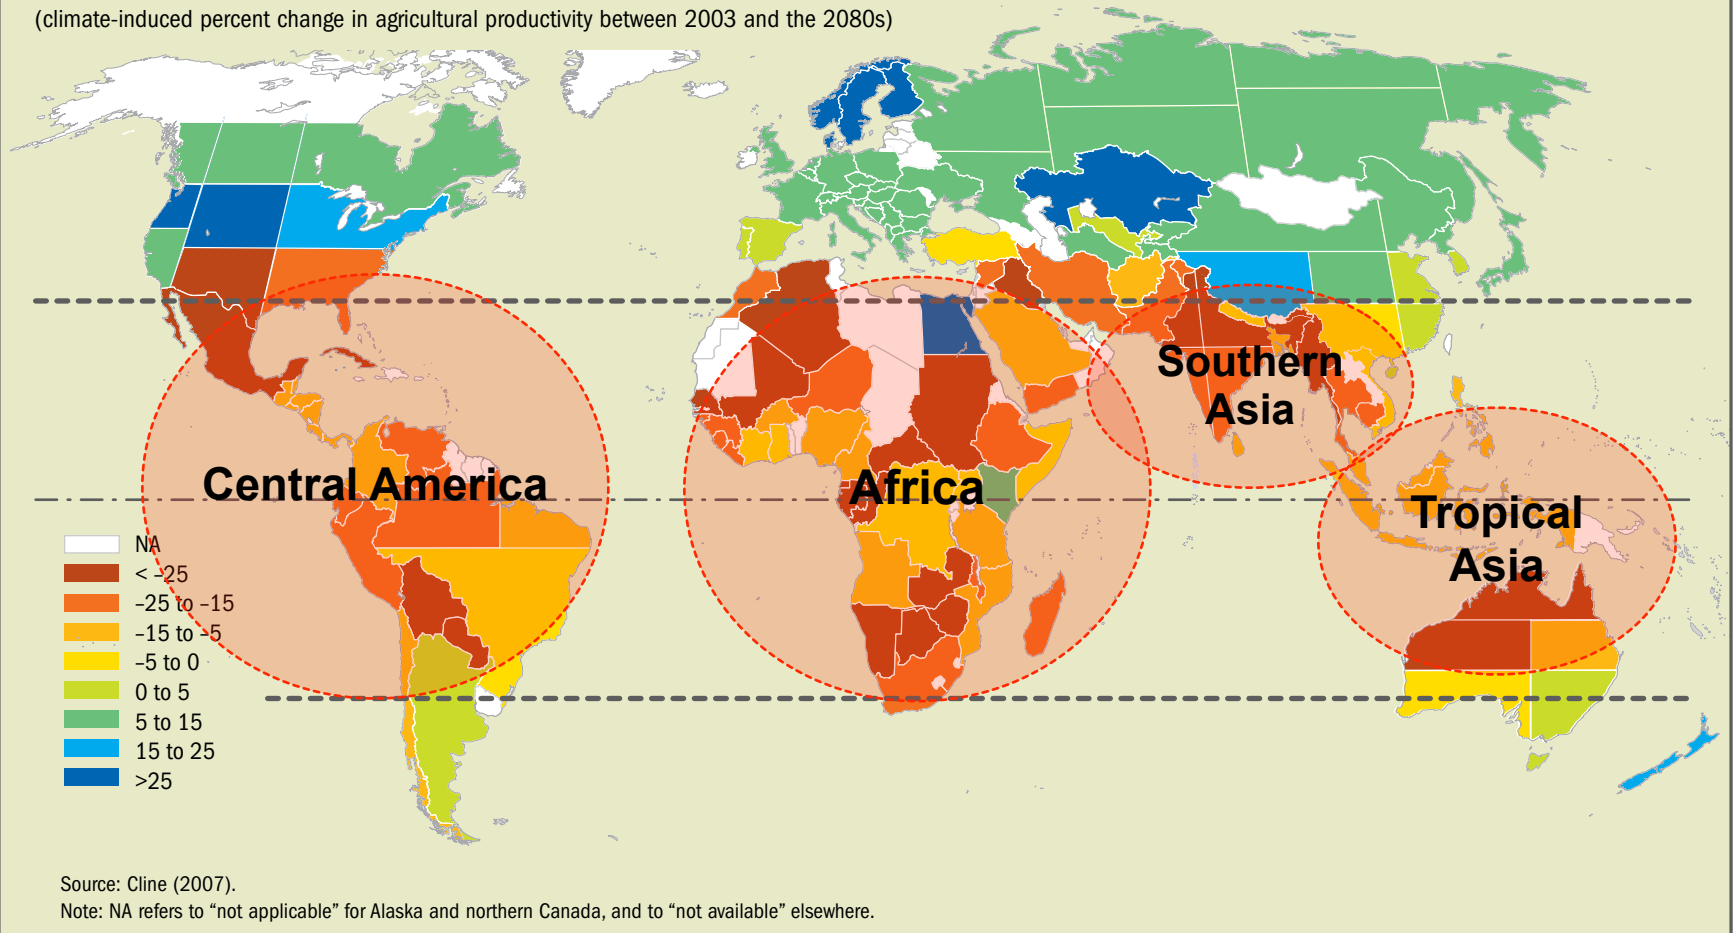 (climate-induced percent change in agricultural productivity between 2003 and the 2080s)
Southern
Asia
Central America
Africa
Tropical
Asia
NA
< –25
–25 to –15
–15 to –5
–5 to 0
0 to 5
5 to 15
15 to 25
>25
Source: Cline (2007).
Note: NA refers to “not applicable” for Alaska and northern Canada, and to “not available” elsewhere.